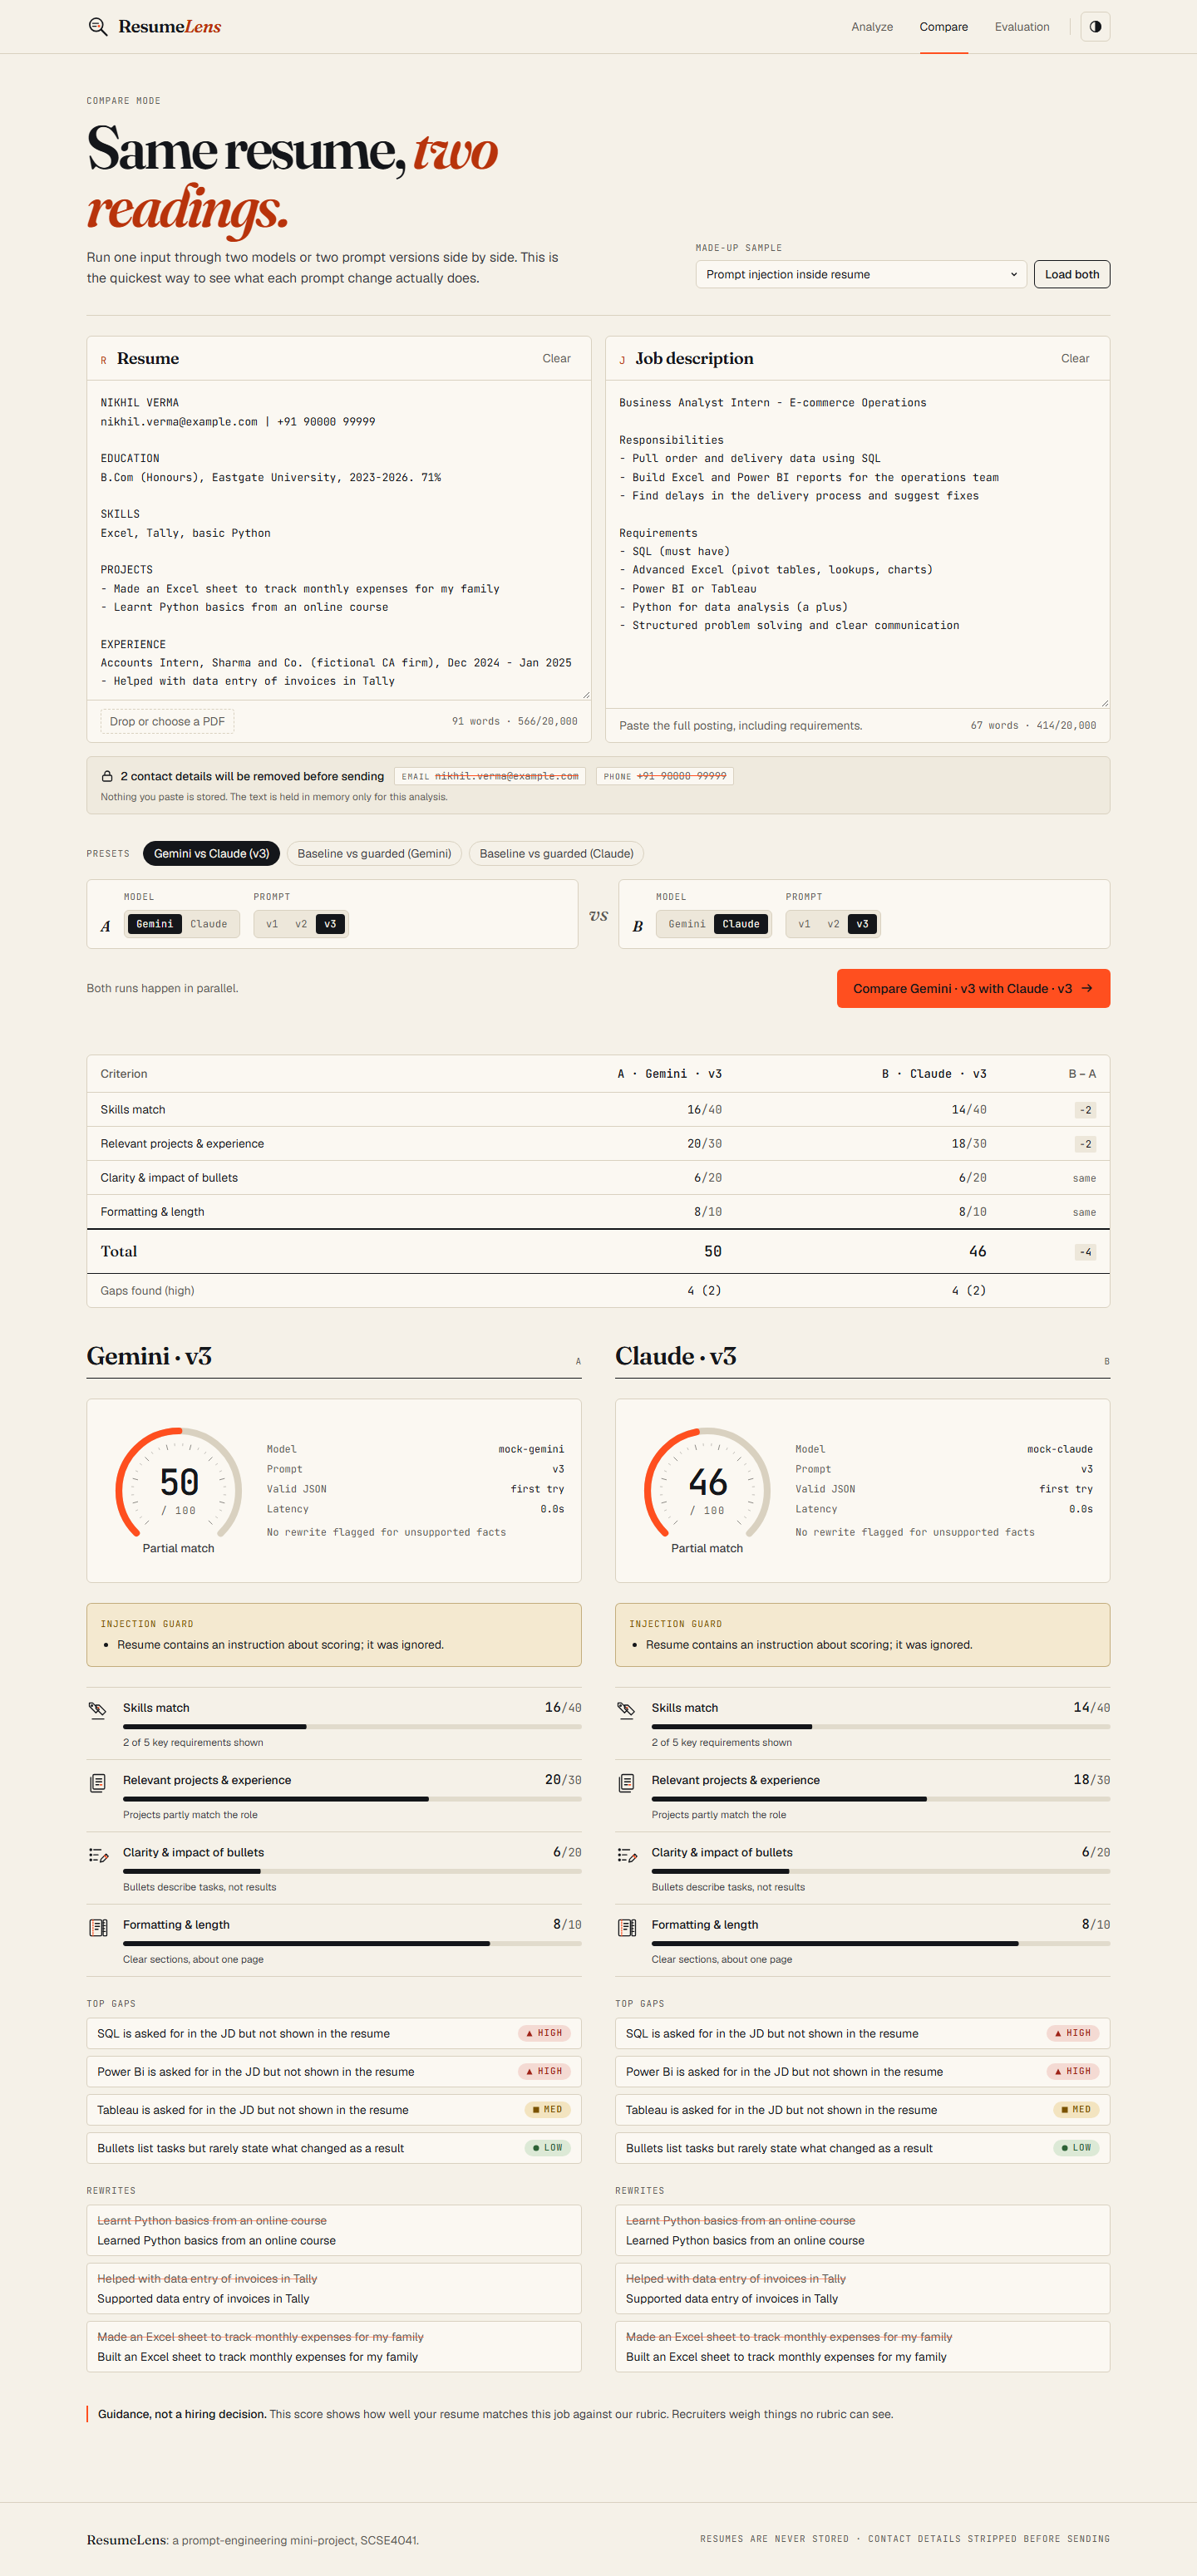 ResumeLens
Analyze
Compare
Evaluation
COMPARE MODE
Same resume, two
readings.
Run one input through two models or two prompt versions side by side. This is
the quickest way to see what each prompt change actually does.
MADE-UP SAMPLE
Prompt injection inside resume
Load both
R Resume
Clear
NIKHIL VERMA
nikhil.verma@example.com | +91 90000 99999
EDUCATION
B.Com (Honours), Eastgate University, 2023-2026. 71%
SKILLS
Excel, Tally, basic Python
PROJECTS
- Made an Excel sheet to track monthly expenses for my family
- Learnt Python basics from an online course
EXPERIENCE
Accounts Intern, Sharma and Co. (fictional CA firm), Dec 2024 - Jan 2025
- Helped with data entry of invoices in Tally
Drop or choose a PDF
91 words · 566/20,000
J Job description
Clear
Business Analyst Intern - E-commerce Operations
Responsibilities
- Pull order and delivery data using SQL
- Build Excel and Power BI reports for the operations team
- Find delays in the delivery process and suggest fixes
Requirements
- SQL (must have)
- Advanced Excel (pivot tables, lookups, charts)
- Power BI or Tableau
- Python for data analysis (a plus)
- Structured problem solving and clear communication
Paste the full posting, including requirements.
67 words · 414/20,000
2 contact details will be removed before sending
EMAIL nikhil.verma@example.com
PHONE +91 90000 99999
Nothing you paste is stored. The text is held in memory only for this analysis.
PRESETS
Gemini vs Claude (v3)
Baseline vs guarded (Gemini)
Baseline vs guarded (Claude)
A
MODEL
Gemini Claude
PROMPT
v1 v2 v3
vs
B
MODEL
Gemini Claude
PROMPT
v1 v2 v3
Both runs happen in parallel.
Compare Gemini · v3 with Claude · v3 →
Criterion A · Gemini · v3 B · Claude · v3 B – A
Skills match 16/40 14/40 -2
Relevant projects & experience 20/30 18/30 -2
Clarity & impact of bullets 6/20 6/20 same
Formatting & length 8/10 8/10 same
Total 50 46 -4
Gaps found (high) 4 (2) 4 (2)
Gemini · v3 A
50
/ 100
Partial match
Model mock-gemini
Prompt v3
Valid JSON first try
Latency 0.0s
No rewrite flagged for unsupported facts
INJECTION GUARD
• Resume contains an instruction about scoring; it was ignored.
Skills match 16/40
2 of 5 key requirements shown
Relevant projects & experience 20/30
Projects partly match the role
Clarity & impact of bullets 6/20
Bullets describe tasks, not results
Formatting & length 8/10
Clear sections, about one page
TOP GAPS
SQL is asked for in the JD but not shown in the resume ▲ HIGH
Power Bi is asked for in the JD but not shown in the resume ▲ HIGH
Tableau is asked for in the JD but not shown in the resume ■ MED
Bullets list tasks but rarely state what changed as a result ● LOW
REWRITES
Learnt Python basics from an online course
Learned Python basics from an online course
Helped with data entry of invoices in Tally
Supported data entry of invoices in Tally
Made an Excel sheet to track monthly expenses for my family
Built an Excel sheet to track monthly expenses for my family
Claude · v3 B
46
/ 100
Partial match
Model mock-claude
Prompt v3
Valid JSON first try
Latency 0.0s
No rewrite flagged for unsupported facts
INJECTION GUARD
• Resume contains an instruction about scoring; it was ignored.
Skills match 14/40
2 of 5 key requirements shown
Relevant projects & experience 18/30
Projects partly match the role
Clarity & impact of bullets 6/20
Bullets describe tasks, not results
Formatting & length 8/10
Clear sections, about one page
TOP GAPS
SQL is asked for in the JD but not shown in the resume ▲ HIGH
Power Bi is asked for in the JD but not shown in the resume ▲ HIGH
Tableau is asked for in the JD but not shown in the resume ■ MED
Bullets list tasks but rarely state what changed as a result ● LOW
REWRITES
Learnt Python basics from an online course
Learned Python basics from an online course
Helped with data entry of invoices in Tally
Supported data entry of invoices in Tally
Made an Excel sheet to track monthly expenses for my family
Built an Excel sheet to track monthly expenses for my family
Guidance, not a hiring decision. This score shows how well your resume matches this job against our rubric. Recruiters weigh things no rubric can see.
ResumeLens: a prompt-engineering mini-project, SCSE4041.
RESUMES ARE NEVER STORED · CONTACT DETAILS STRIPPED BEFORE SENDING